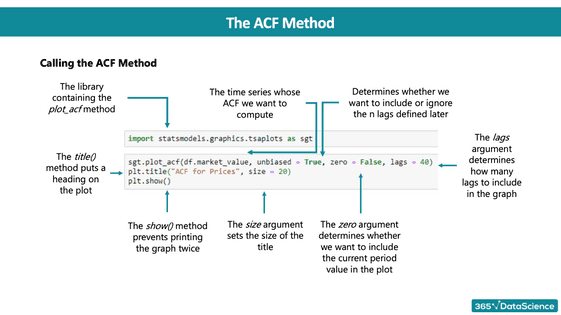 The ACF Method
Calling the ACF Method
The library
containing the
plot_acf method
The time series whose
ACF we want to
compute
Determines whether we
want to include or ignore
the n lags defined later
import statsmodels.graphics.tsaplots as sgt
The title()
method puts a
heading on
the plot
sgt.plot_acf(df.market_value, unbiased = True, zero = False, lags = 40)
plt.title("ACF for Prices", size = 20)
plt.show()
The lags
argument
determines
how many
lags to include
in the graph
The show() method
prevents printing
the graph twice
The size argument
sets the size of the
title
The zero argument
determines whether
we want to include
the current period
value in the plot
365√DataScience